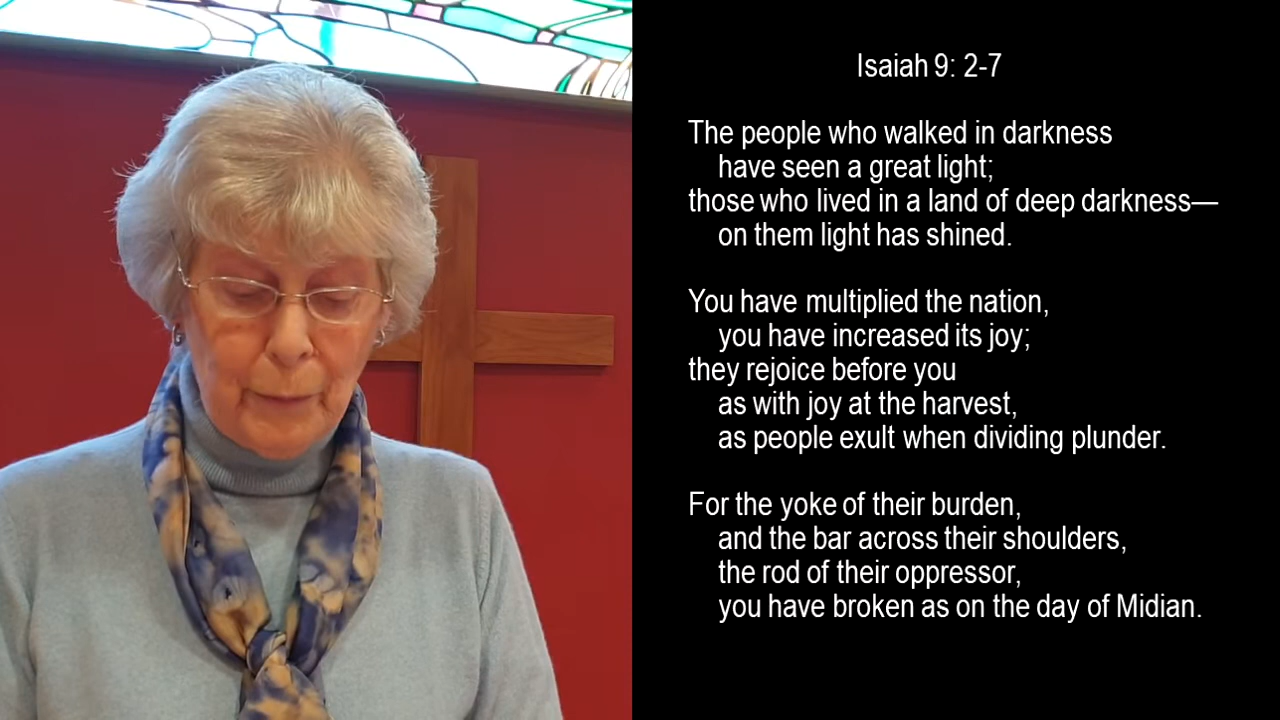 Isaiah 9: 2-7
The people who walked in darkness
have seen a great light;
those who lived in a land of deep darkness—
on them light has shined.
You have multiplied the nation,
you have increased its joy;
they rejoice before you
as with joy at the harvest,
as people exult when dividing plunder.
For the yoke of their burden,
and the bar across their shoulders,
the rod of their oppressor,
you have broken as on the day of Midian.